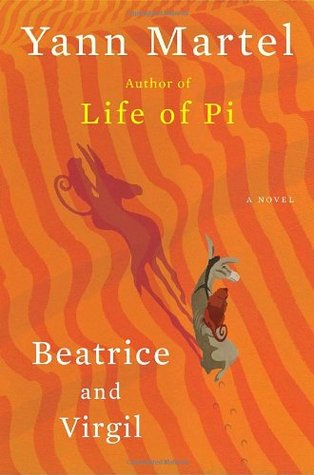 Yann Martel
Author of
Life of Pi
A NOVEL
Beatrice
and
Virgil